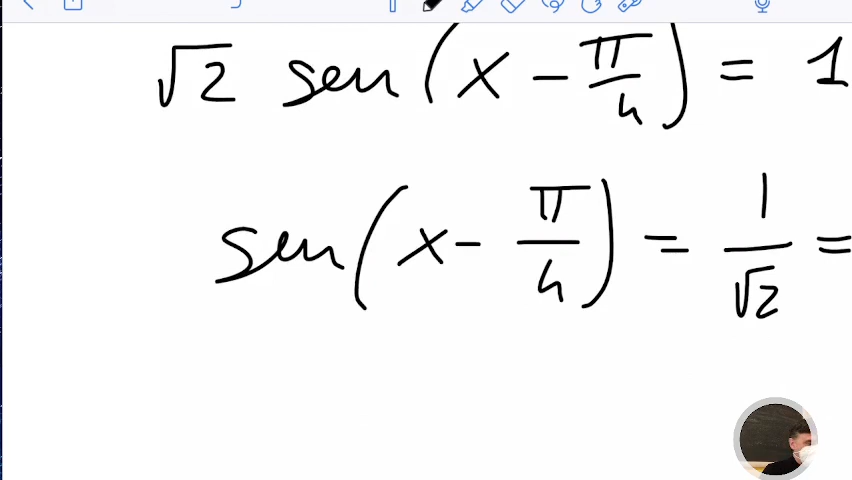 √2 sen(x - π/4) = 1
sen(x - π/4) = 1/√2 =